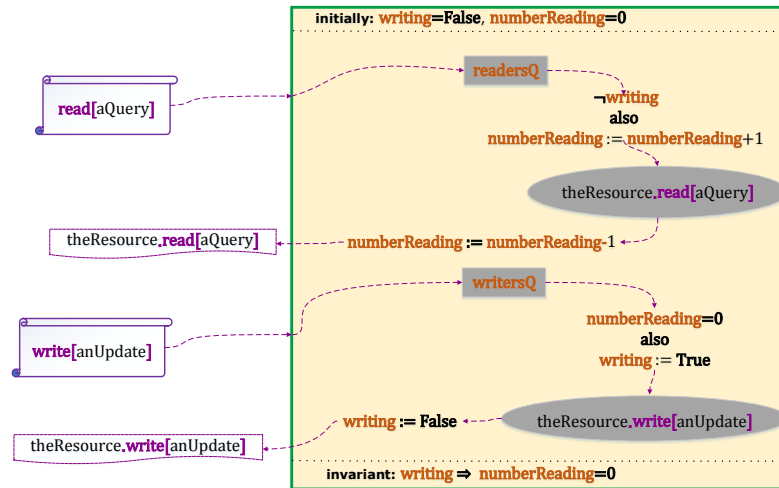 initially: writing=False, numberReading=0
readersQ
read[aQuery]
¬writing
also
numberReading := numberReading+1
theResource.read[aQuery]
theResource.read[aQuery]
numberReading := numberReading-1
writersQ
numberReading=0
also
writing := True
write[anUpdate]
writing := False
theResource.write[anUpdate]
theResource.write[anUpdate]
invariant: writing ⇒ numberReading=0